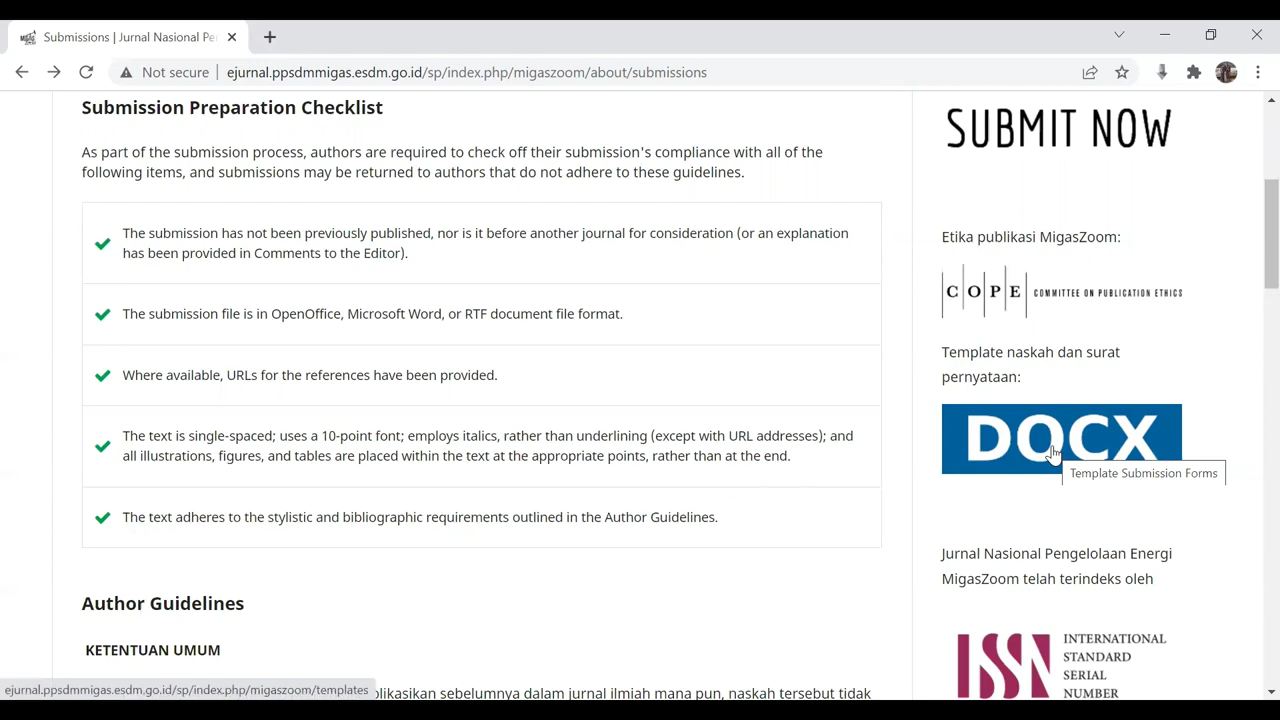 Submissions | Jurnal Nasional Pe
Not secure
ejurnal.ppsdmmigas.esdm.go.id/sp/index.php/migaszoom/about/submissions
Submission Preparation Checklist
As part of the submission process, authors are required to check off their submission's compliance with all of the
following items, and submissions may be returned to authors that do not adhere to these guidelines.
The submission has not been previously published, nor is it before another journal for consideration (or an explanation
has been provided in Comments to the Editor).
The submission file is in OpenOffice, Microsoft Word, or RTF document file format.
Where available, URLs for the references have been provided.
The text is single-spaced; uses a 10-point font; employs italics, rather than underlining (except with URL addresses); and
all illustrations, figures, and tables are placed within the text at the appropriate points, rather than at the end.
The text adheres to the stylistic and bibliographic requirements outlined in the Author Guidelines.
Author Guidelines
KETENTUAN UMUM
plikasikan sebelumnya dalam jurnal ilmiah mana pun, naskah tersebut tidak
ejurnal.ppsdmmigas.esdm.go.id/sp/index.php/migaszoom/templates
SUBMIT NOW
Etika publikasi MigasZoom:
C O P E COMMITTEE ON PUBLICATION ETHICS
Template naskah dan surat
pernyataan:
DOCX
Template Submission Forms
Jurnal Nasional Pengelolaan Energi
MigasZoom telah terindeks oleh
ISSN
INTERNATIONAL
STANDARD
SERIAL
NUMBER